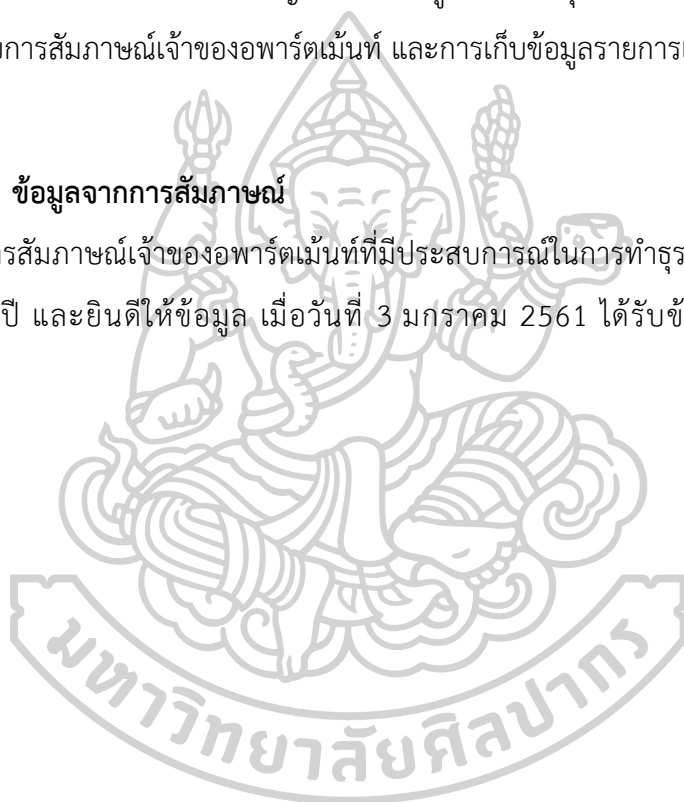 การสัมภาษณ์เจ้าของอพาร์ตเม้นท์ และการเก็บข้อมูลรายการ
ข้อมูลจากการสัมภาษณ์
การสัมภาษณ์เจ้าของอพาร์ตเม้นท์ที่มีประสบการณ์ในการทำธุร
ปี และยินดีให้ข้อมูล เมื่อวันที่ 3 มกราคม 2561 ได้รับข้
มหาวิทยาลัยศิลปากร